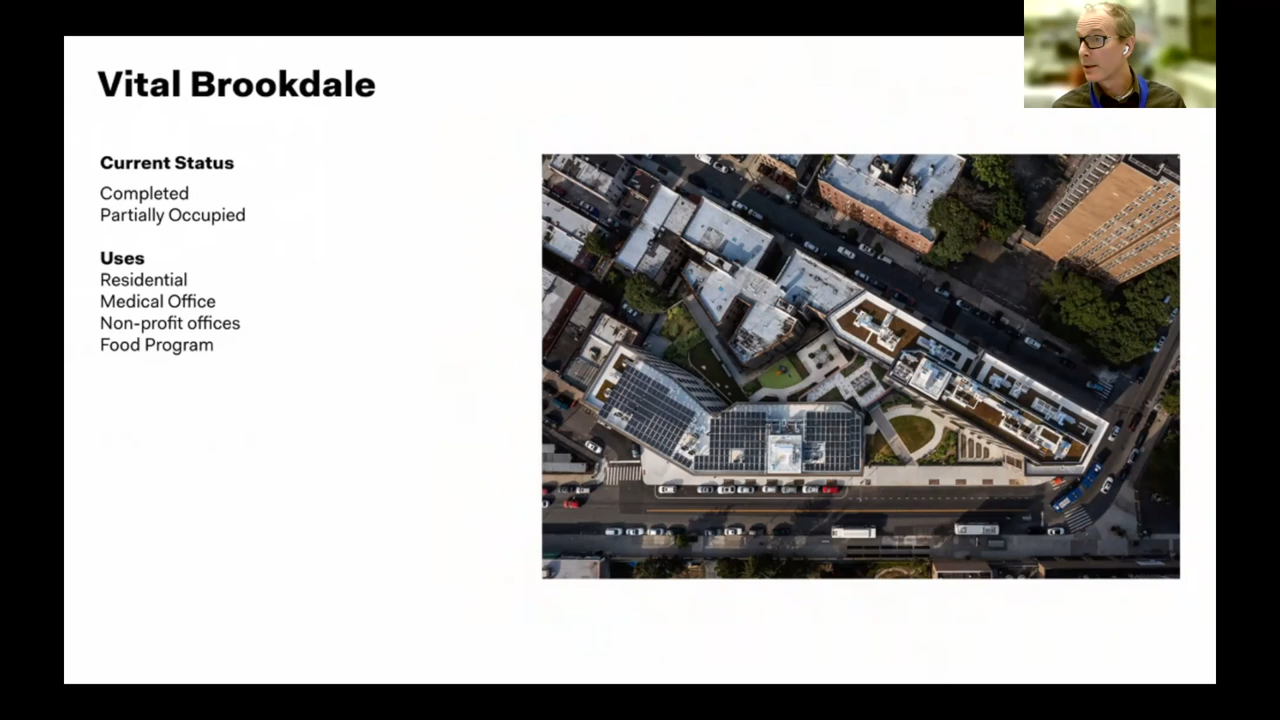 Vital Brookdale
Current Status
Completed
Partially Occupied
Uses
Residential
Medical Office
Non-profit offices
Food Program